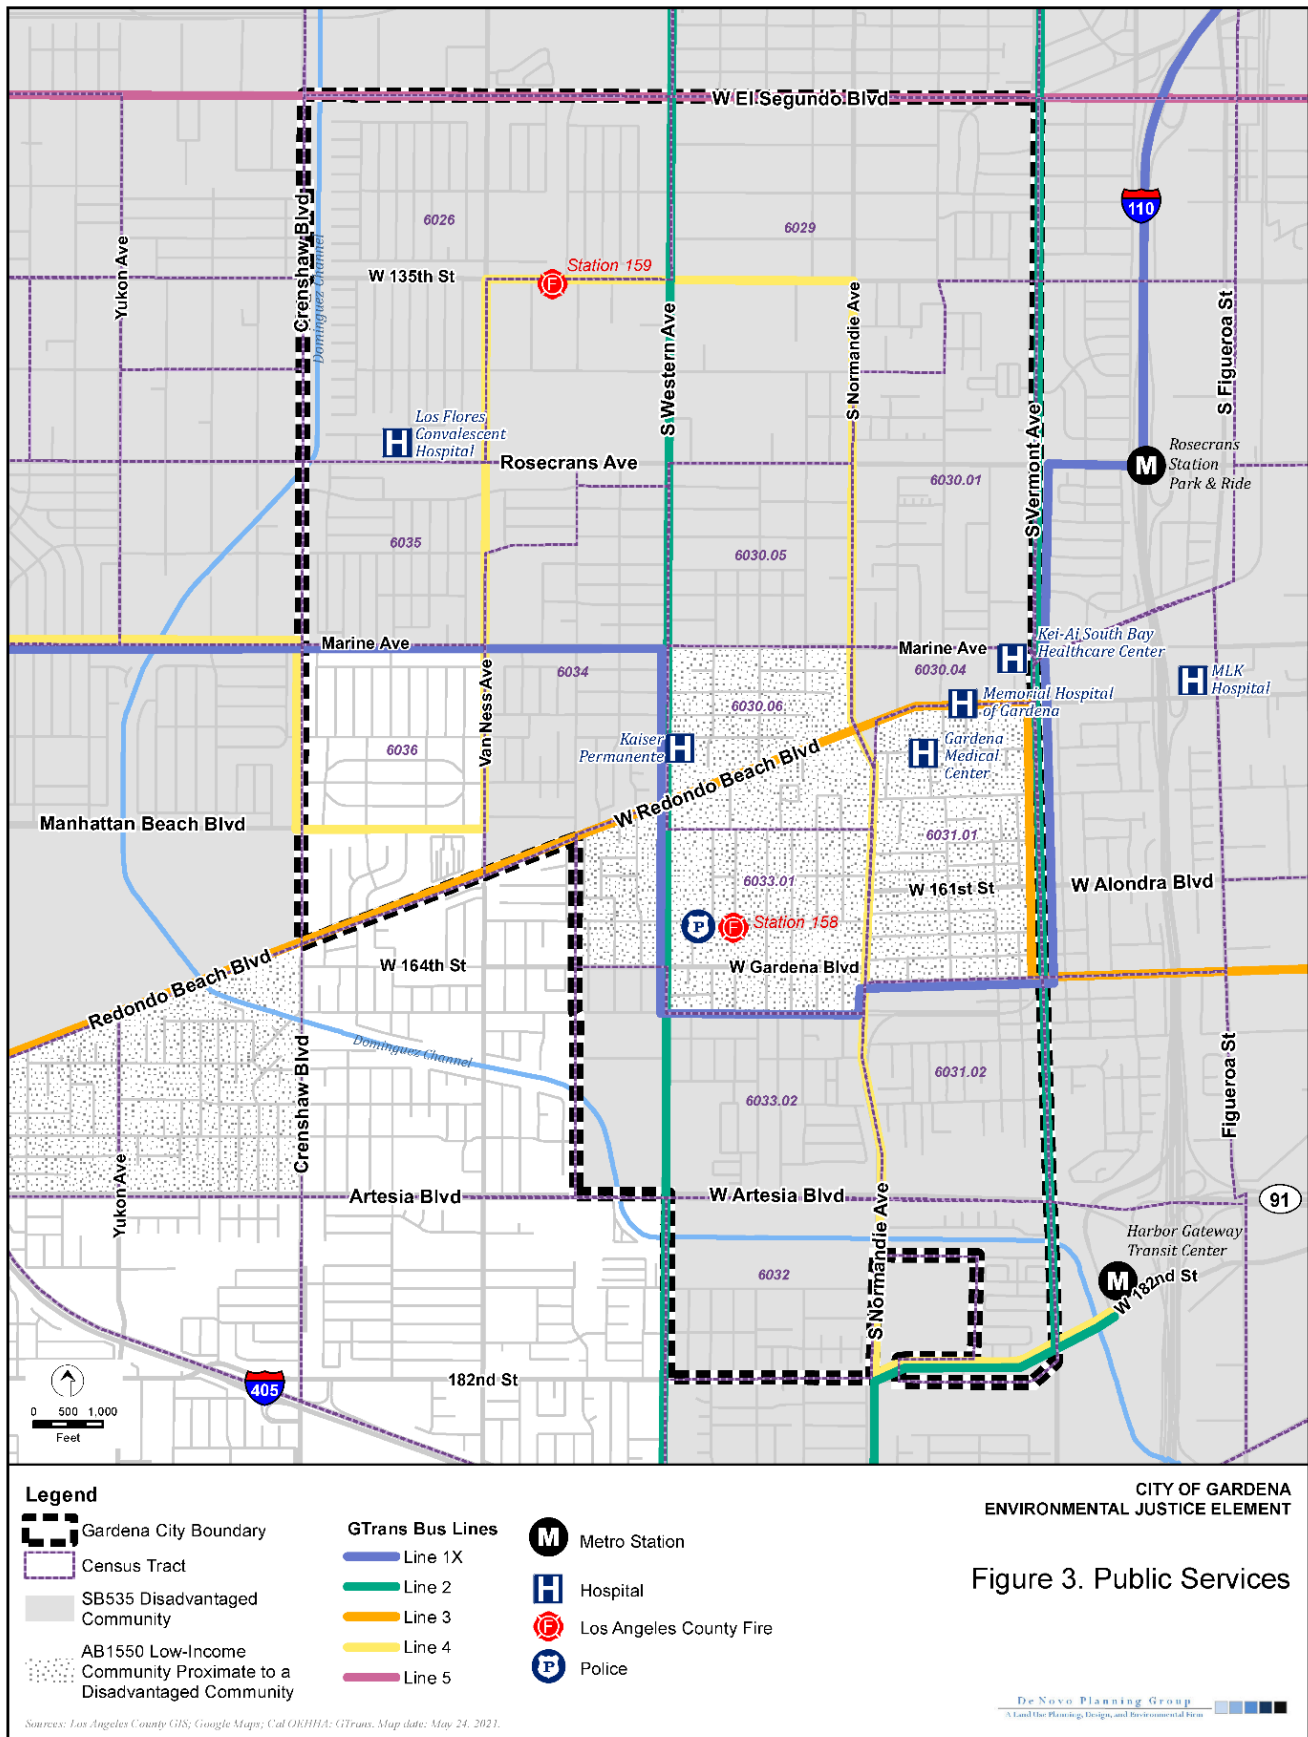 W El Segundo Blvd
110
6026
6029
Crenshaw Blvd
Yukon Ave
Dominguez Channel
W 135th St
Station 159
S Western Ave
S Normandie Ave
S Figueroa St
S Vermont Ave
Los Flores
Convalescent
Hospital
Rosecrans Ave
Rosecrans
Station
Park & Ride
6030.01
6035
6030.05
Marine Ave
Marine Ave
Kei-Ai South Bay
Healthcare Center
6034
6030.04
MLK
Hospital
Van Ness Ave
6030.06
Memorial Hospital
of Gardena
6036
Kaiser
Permanente
Gardena
Medical
Center
W Redondo Beach Blvd
Manhattan Beach Blvd
6031.01
6033.01
W 161st St
W Alondra Blvd
Station 158
W 164th St
W Gardena Blvd
Redondo Beach Blvd
Dominguez Channel
Crenshaw Blvd
6031.02
6033.02
Figueroa St
Yukon Ave
Artesia Blvd
W Artesia Blvd
91
S Normandie Ave
Harbor Gateway
Transit Center
6032
W 182nd St
405
182nd St
0 500 1,000
Feet
Legend
Gardena City Boundary
Census Tract
SB535 Disadvantaged
Community
AB1550 Low-Income
Community Proximate to a
Disadvantaged Community
GTrans Bus Lines
Line 1X
Line 2
Line 3
Line 4
Line 5
M Metro Station
H Hospital
F Los Angeles County Fire
P Police
CITY OF GARDENA
ENVIRONMENTAL JUSTICE ELEMENT
Figure 3. Public Services
De Novo Planning Group
A Land Use Planning, Design, and Environmental Firm
Sources: Los Angeles County GIS; Google Maps; Cal OEHHA; GTrans. Map date: May 24, 2021.